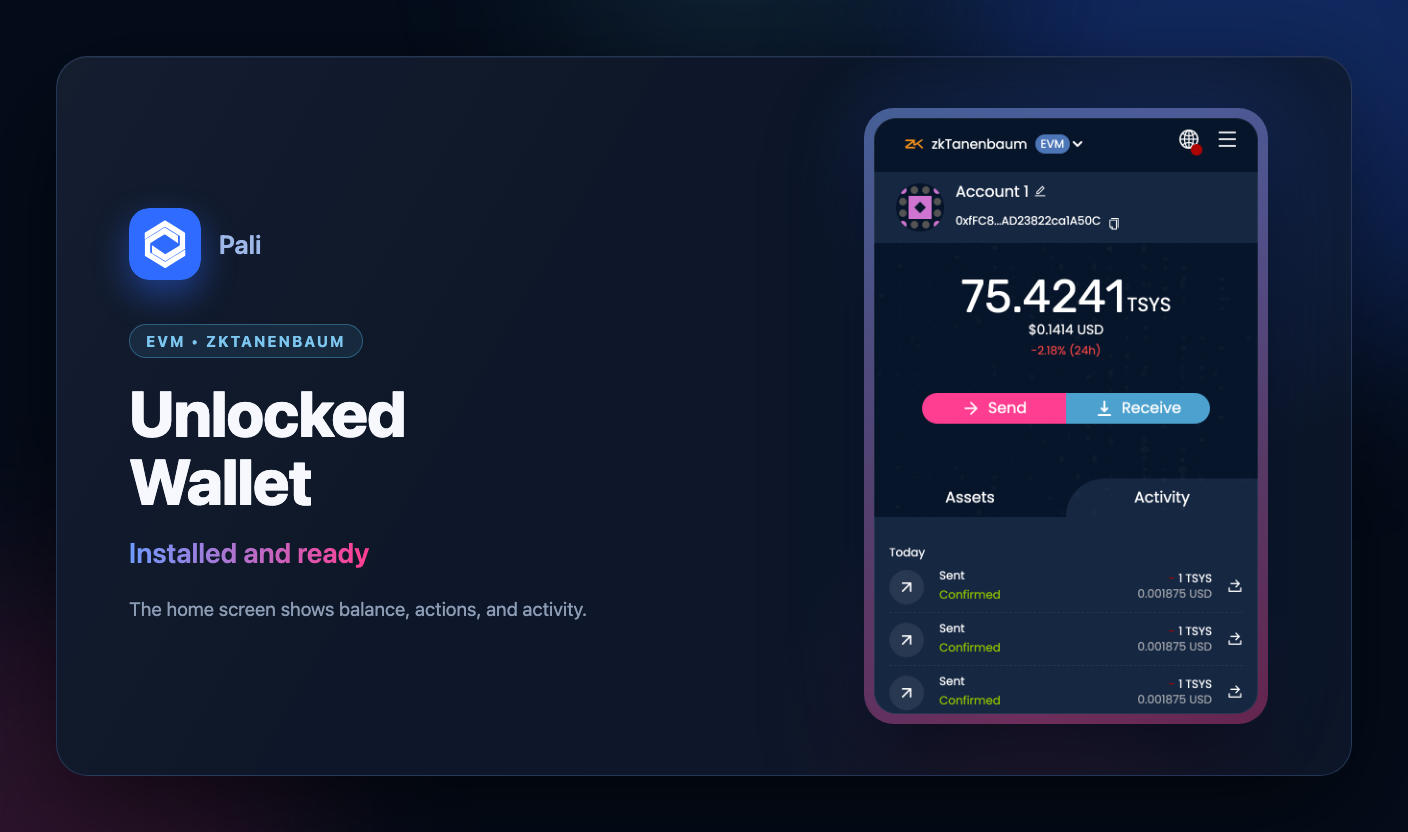 Pali
EVM • ZKTANENBAUM
Unlocked
Wallet
Installed and ready
The home screen shows balance, actions, and activity.
ZK zkTanenbaum EVM
Account 1
0xfFC8...AD23822ca1A50C
75.4241TSYS
$0.1414 USD
-2.18% (24h)
Send
Receive
Assets
Activity
Today
Sent
- 1 TSYS
Confirmed
0.001875 USD
Sent
- 1 TSYS
Confirmed
0.001875 USD
Sent
- 1 TSYS
Confirmed
0.001875 USD